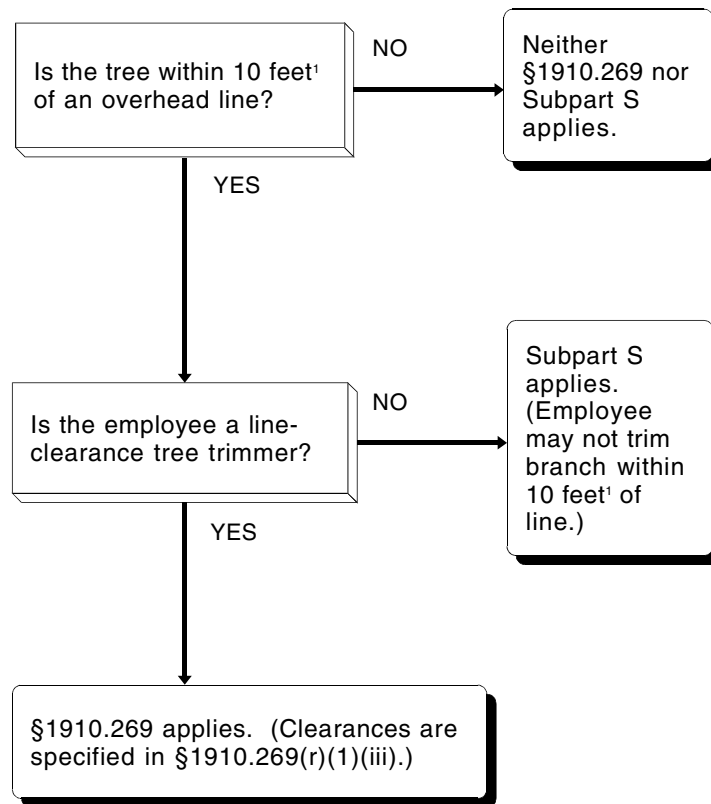 Is the tree within 10 feet¹
of an overhead line?
NO
Neither
§1910.269 nor
Subpart S
applies.
YES
Is the employee a line-
clearance tree trimmer?
NO
Subpart S
applies.
(Employee
may not trim
branch within
10 feet¹ of
line.)
YES
§1910.269 applies.  (Clearances are
specified in §1910.269(r)(1)(iii).)